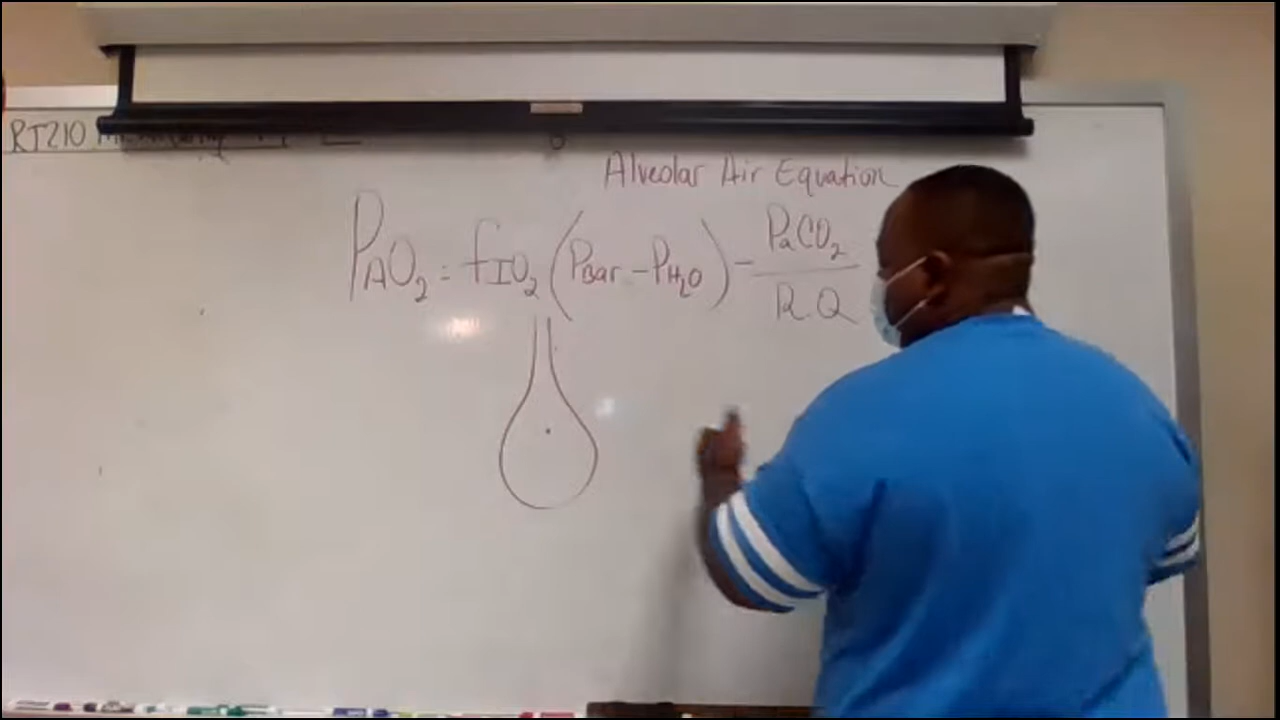 RT210
Alveolar Air Equation
PAO₂ = fIO₂ (PBar - PH₂O) - PaCO₂ / R.Q